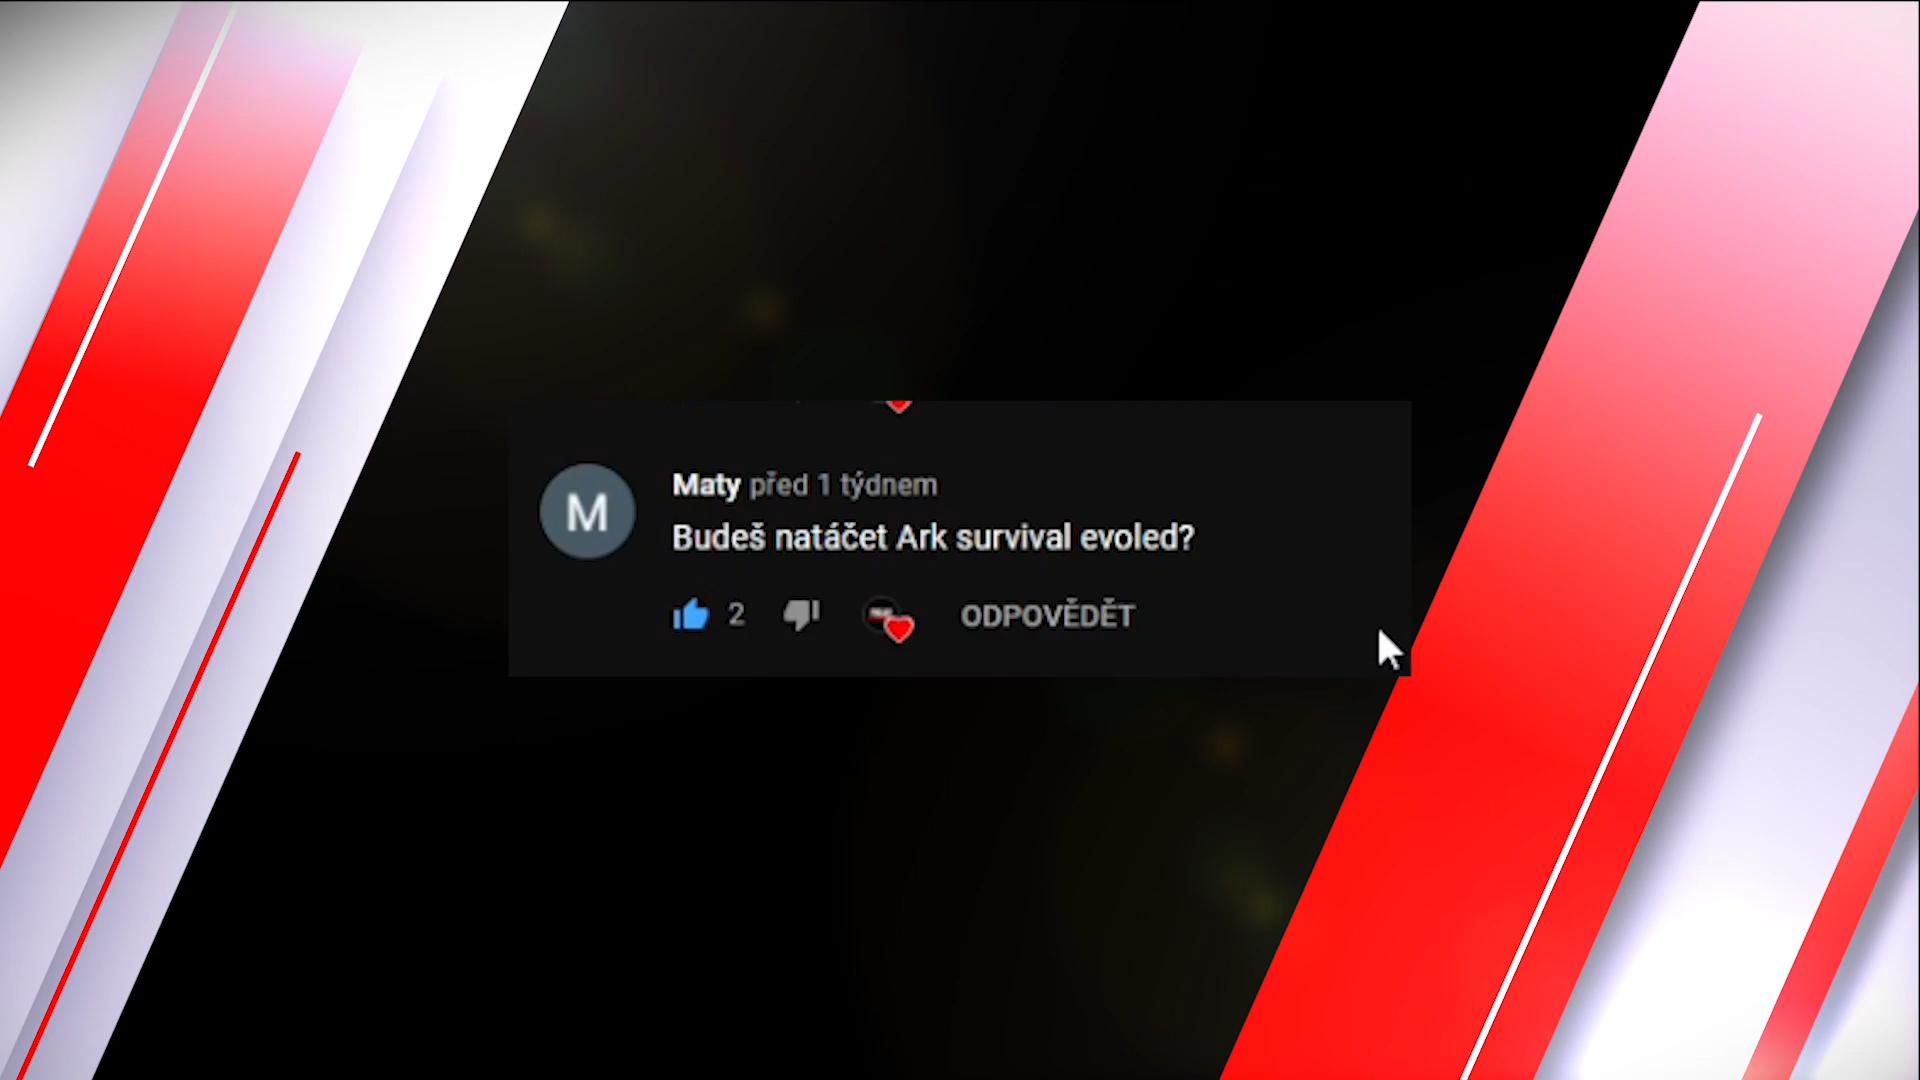 M
Maty před 1 týdnem
Budeš natáčet Ark survival evoled?
2 ODPOVĚDĚT